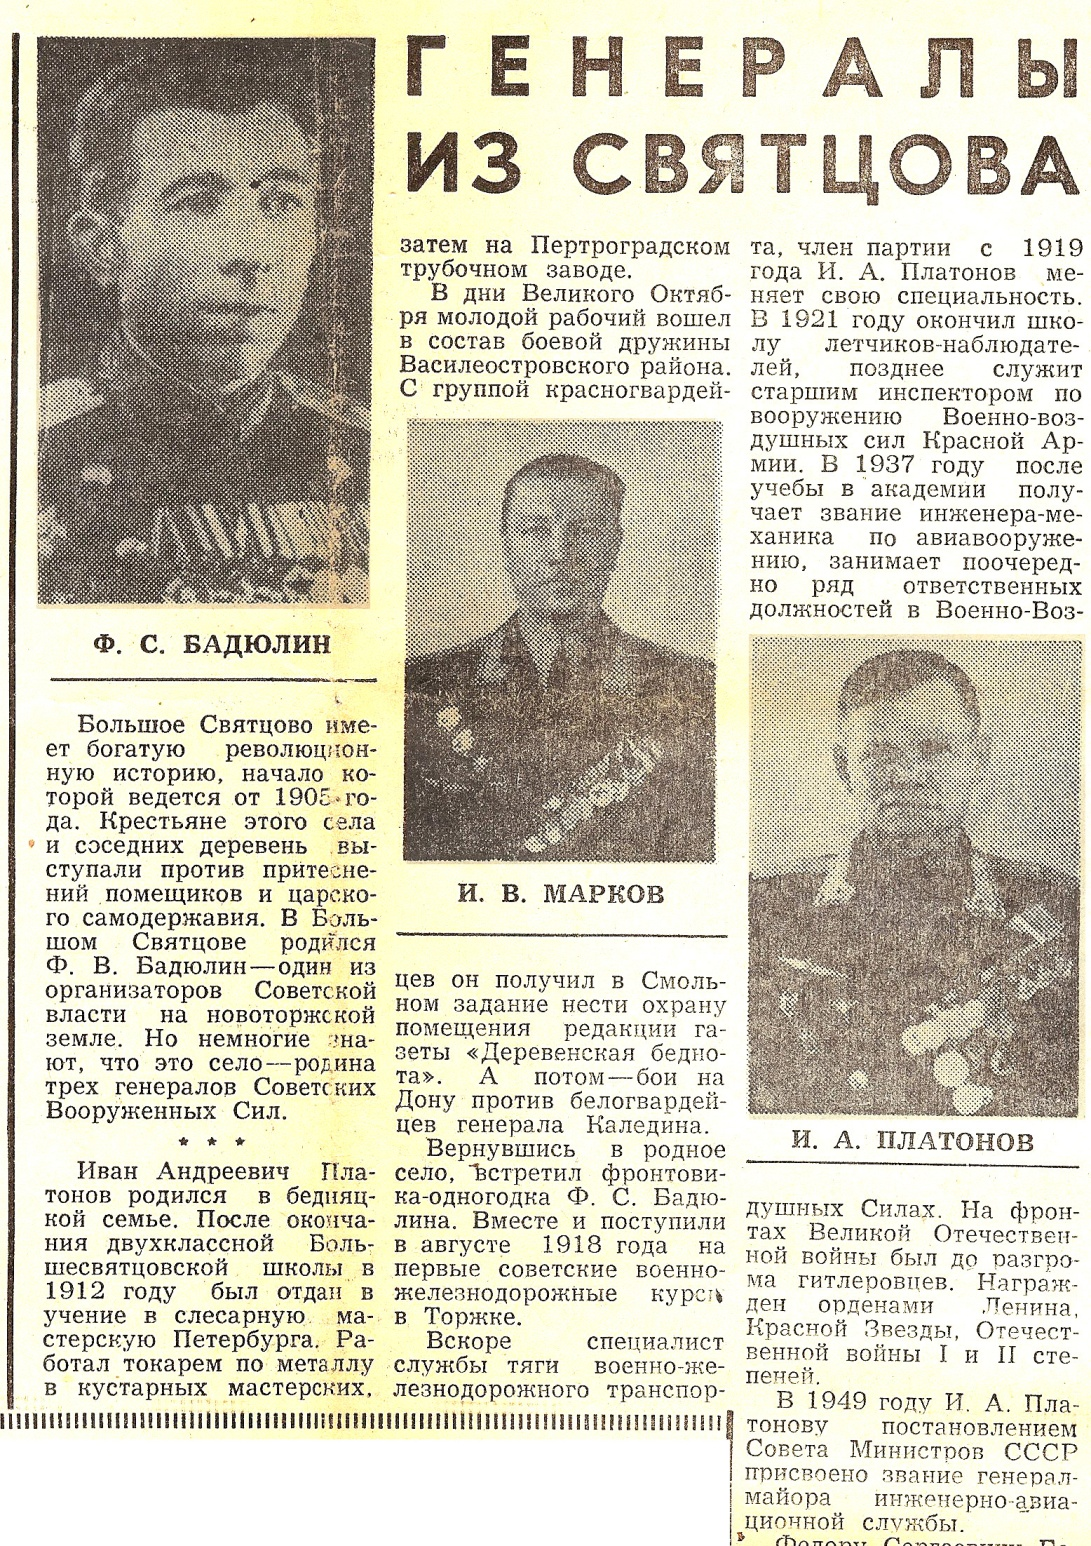 ГЕНЕРАЛЫ
ИЗ СВЯТЦОВА
Ф. С. БАДЮЛИН
Большое Святцово име-
ет богатую революцион-
ную историю, начало ко-
торой ведется от 1905 го-
да. Крестьяне этого села
и соседних деревень вы-
ступали против притесне-
ний помещиков и царско-
го самодержавия. В Боль-
шом Святцове родился
Ф. В. Бадюлин—один из
организаторов Советской
власти на новоторжской
земле. Но немногие зна-
ют, что это село—родина
трех генералов Советских
Вооруженных Сил.
* * *
Иван Андреевич Пла-
тонов родился в бедняц-
кой семье. После оконча-
ния двухклассной Боль-
шесвятцовской школы в
1912 году был отдан в
учение в слесарную ма-
стерскую Петербурга. Ра-
ботал токарем по металлу
в кустарных мастерских,
затем на Пертроградском
трубочном заводе.
В дни Великого Октяб-
ря молодой рабочий вошел
в состав боевой дружины
Василеостровского района.
С группой красногвардей-
И. В. МАРКОВ
цев он получил в Смоль-
ном задание нести охрану
помещения редакции га-
зеты «Деревенская бедно-
та». А потом—бои на
Дону против белогвардей-
цев генерала Каледина.
Вернувшись в родное
село, встретил фронтови-
ка-одногодка Ф. С. Бадю-
лина. Вместе и поступили
в августе 1918 года на
первые советские военно-
железнодорожные курсы
в Торжке.
Вскоре специалист
службы тяги военно-же-
лезнодорожного транспор-
та, член партии с 1919
года И. А. Платонов ме-
няет свою специальность.
В 1921 году окончил шко-
лу летчиков-наблюдате-
лей, позднее служит
старшим инспектором по
вооружению Военно-воз-
душных сил Красной Ар-
мии. В 1937 году после
учебы в академии полу-
чает звание инженера-ме-
ханика по авиавооруже-
нию, занимает поочеред-
но ряд ответственных
должностей в Военно-Воз-
И. А. ПЛАТОНОВ
душных Силах. На фрон-
тах Великой Отечествен-
ной войны был до разгро-
ма гитлеровцев. Награж-
ден орденами Ленина,
Красной Звезды, Отечест-
венной войны I и II сте-
пеней.
В 1949 году И. А. Пла-
тонову постановлением
Совета Министров СССР
присвоено звание генерал-
майора инженерно-авиа-
ционной службы.